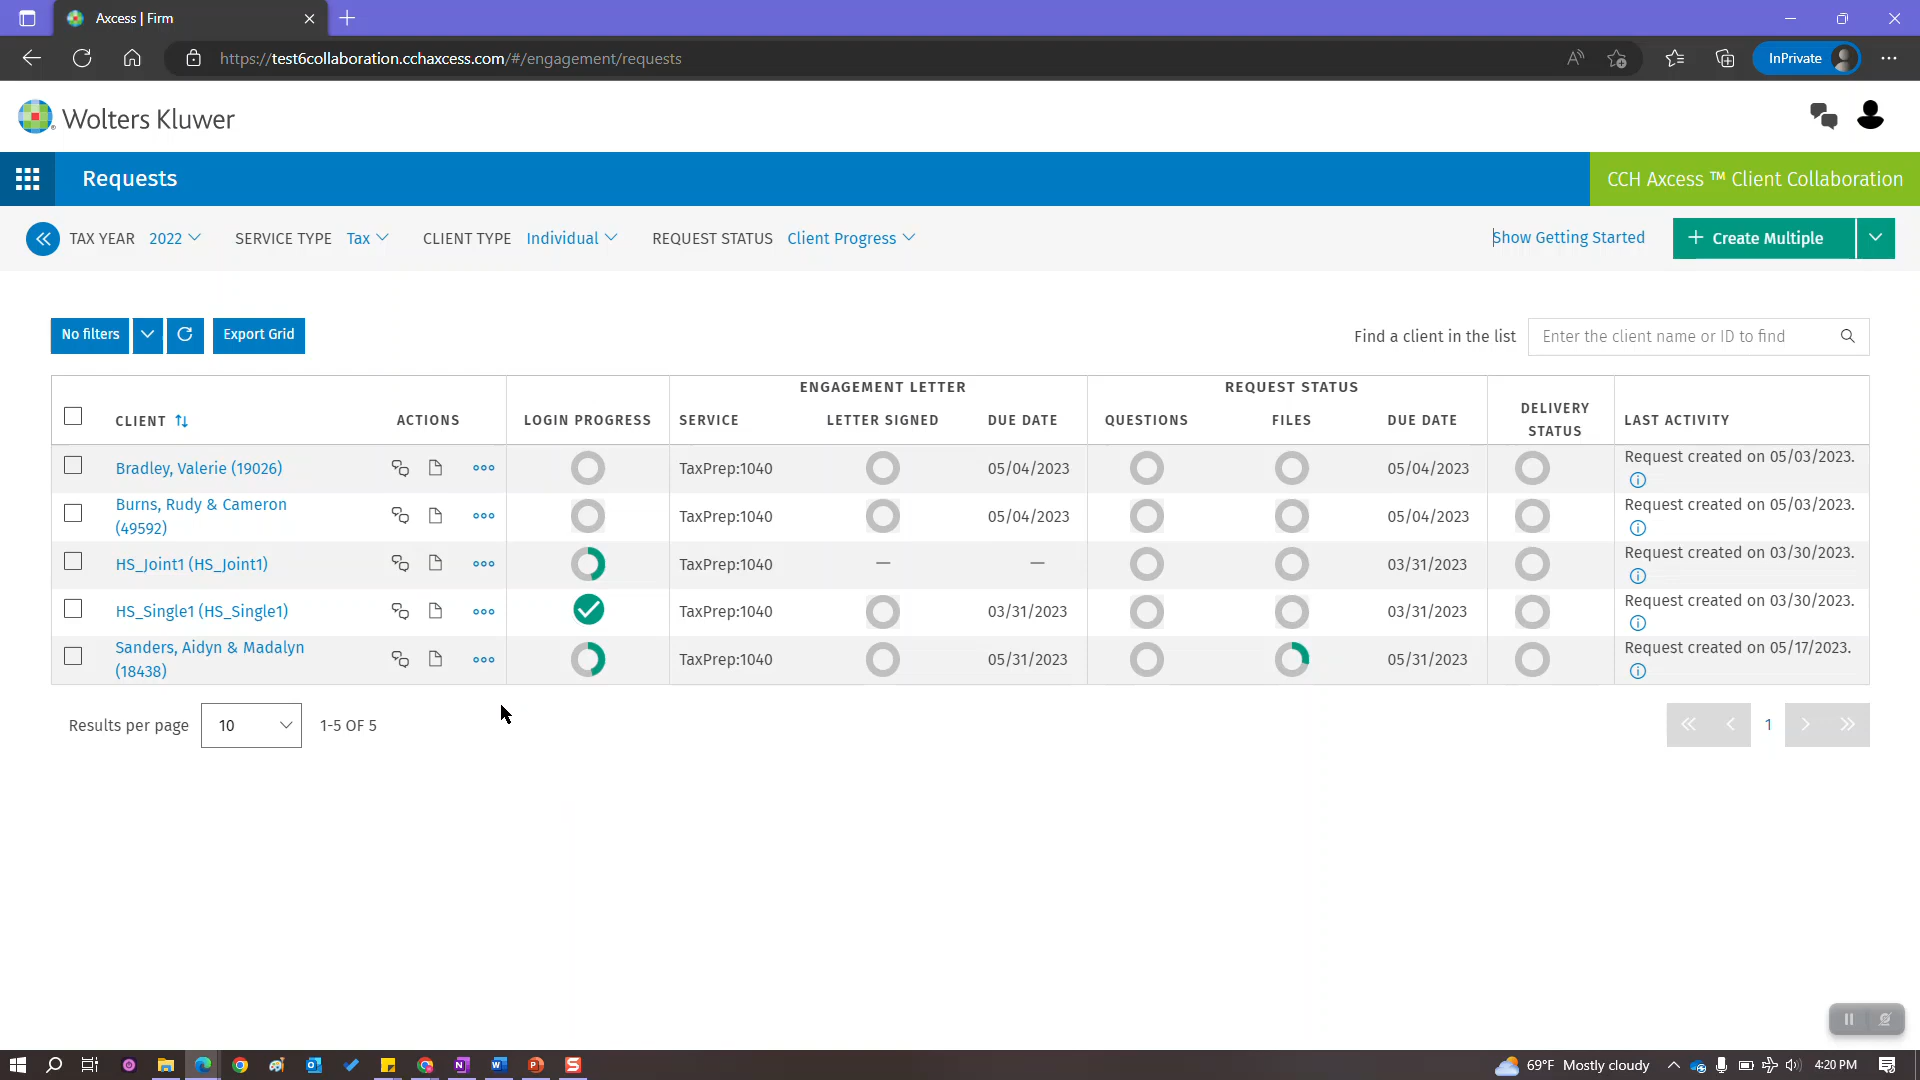 Axcess | Firm
https://test6collaboration.cchaxcess.com/#/engagement/requests
InPrivate
Wolters Kluwer
Requests
CCH Axcess ™ Client Collaboration
TAX YEAR 2022 SERVICE TYPE Tax CLIENT TYPE Individual REQUEST STATUS Client Progress
Show Getting Started
Create Multiple
No filters
Export Grid
Find a client in the list
Enter the client name or ID to find
ENGAGEMENT LETTER REQUEST STATUS
CLIENT ACTIONS LOGIN PROGRESS SERVICE LETTER SIGNED DUE DATE QUESTIONS FILES DUE DATE DELIVERY STATUS LAST ACTIVITY
Bradley, Valerie (19026) TaxPrep:1040 05/04/2023 05/04/2023 Request created on 05/03/2023.
Burns, Rudy & Cameron
(49592) TaxPrep:1040 05/04/2023 05/04/2023 Request created on 05/03/2023.
HS_Joint1 (HS_Joint1) TaxPrep:1040 — — 03/31/2023 Request created on 03/30/2023.
HS_Single1 (HS_Single1) TaxPrep:1040 03/31/2023 03/31/2023 Request created on 03/30/2023.
Sanders, Aidyn & Madalyn
(18438) TaxPrep:1040 05/31/2023 05/31/2023 Request created on 05/17/2023.
Results per page 10 1-5 OF 5
1
69°F Mostly cloudy
4:20 PM